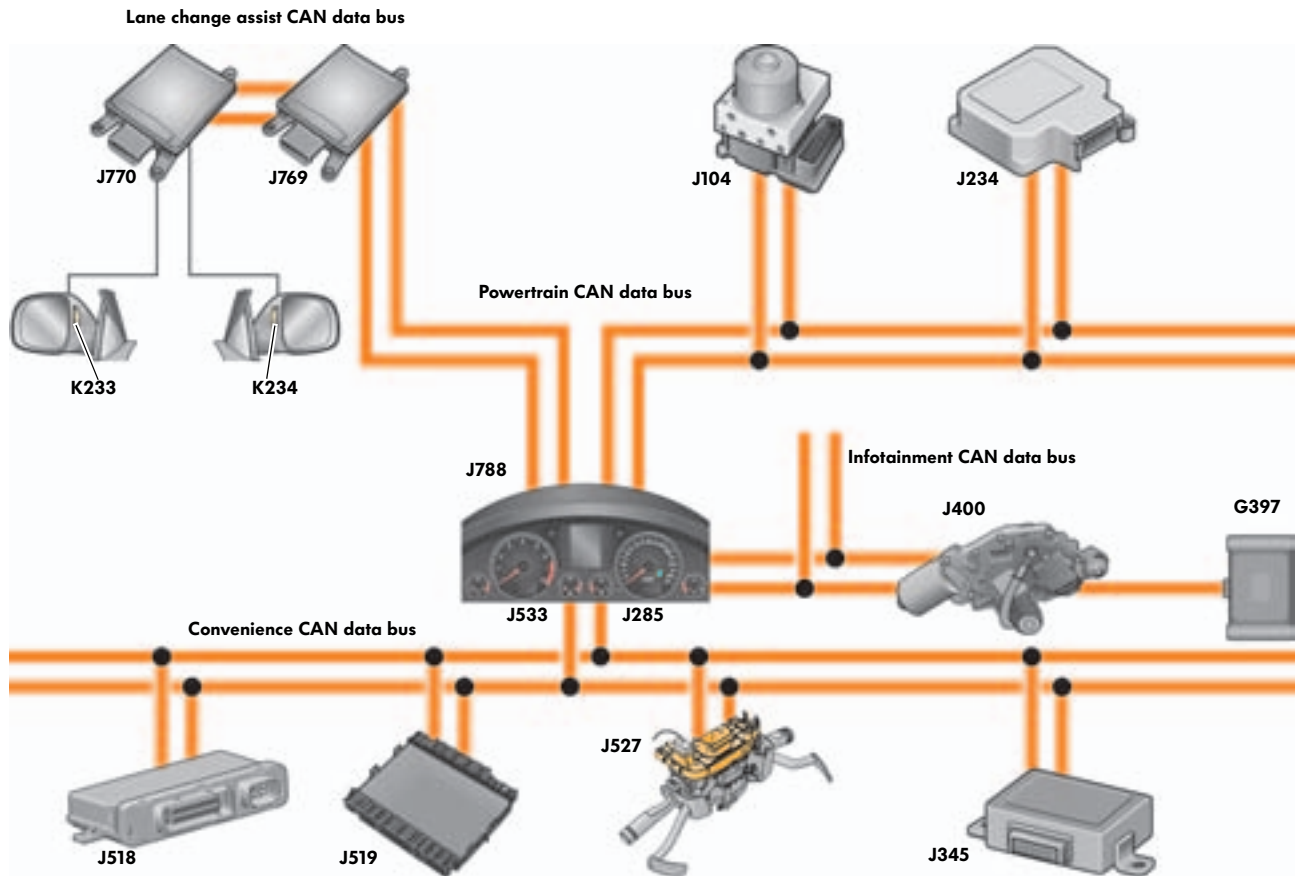 Lane change assist CAN data bus
J770
J769
J104
J234
Powertrain CAN data bus
K233
K234
J788
Infotainment CAN data bus
J400
G397
J533
J285
Convenience CAN data bus
J527
J518
J519
J345